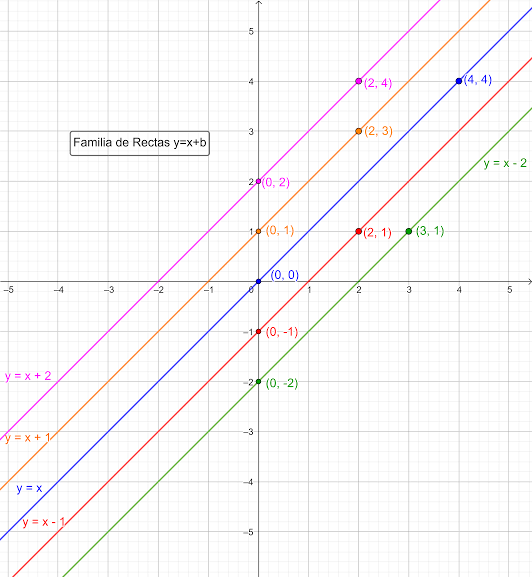 5
4
(2, 4)
(4, 4)
3
(2, 3)
Familia de Rectas y=x+b
y = x - 2
2
(0, 2)
1
(0, 1)
(2, 1)
(3, 1)
(0, 0)
–5 –4 –3 –2 –1 0 1 2 3 4 5
–1
(0, -1)
y = x + 2
–2
(0, -2)
–3
y = x + 1
–4
y = x
y = x - 1
–5